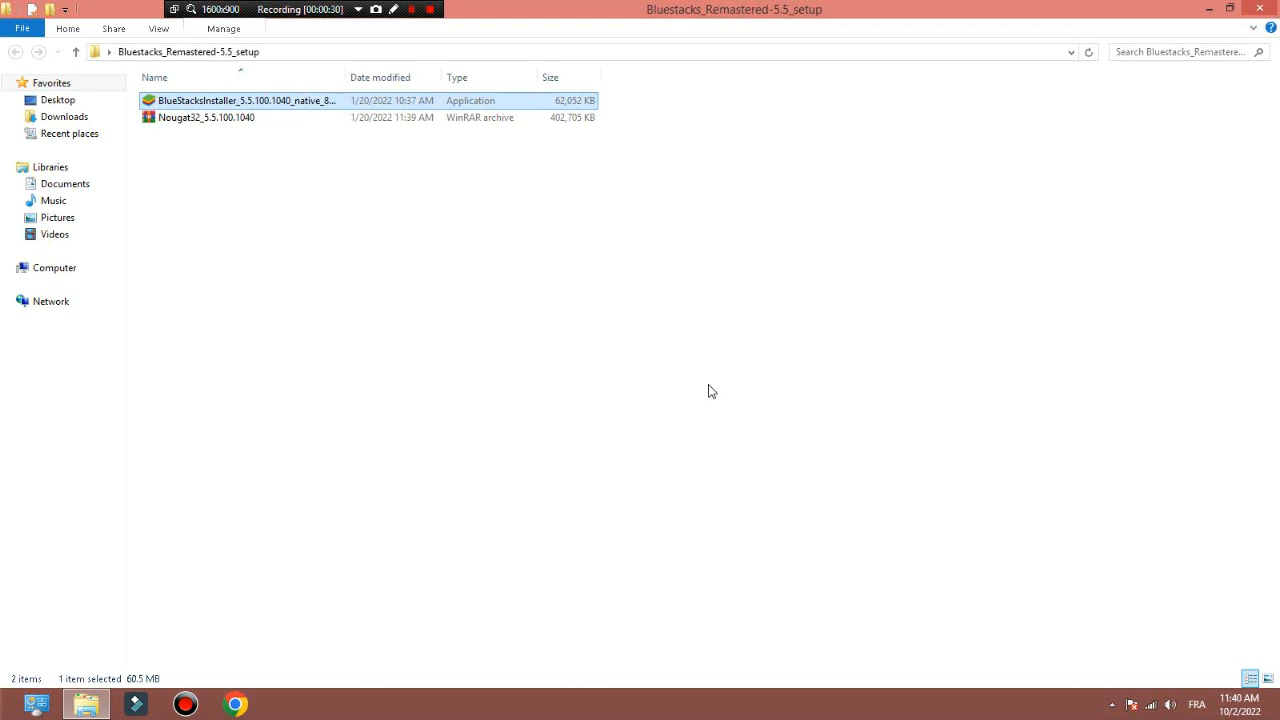 1600x900 Recording [00:00:30]
Bluestacks_Remastered-5.5_setup
File Home Share View Manage
Bluestacks_Remastered-5.5_setup
Search Bluestacks_Remastere...
Name Date modified Type Size
Favorites
BlueStacksInstaller_5.5.100.1040_native_8... 1/20/2022 10:37 AM Application 62,052 KB
Desktop
Nougat32_5.5.100.1040 1/20/2022 11:39 AM WinRAR archive 402,705 KB
Downloads
Recent places
Libraries
Documents
Music
Pictures
Videos
Computer
Network
2 items 1 item selected 60.5 MB
FRA
11:40 AM
10/2/2022